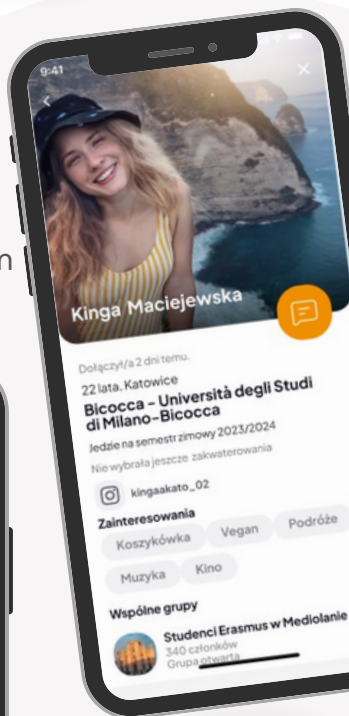 n
9:41
Kinga Maciejewska
Dołączył/a 2 dni temu.
22 lata, Katowice
Bicocca – Università degli Studi
di Milano-Bicocca
Jedzie na semestr zimowy 2023/2024
Nie wybrała jeszcze zakwaterowania
kingaakato_02
Zainteresowania
Koszykówka Vegan Podróże
Muzyka Kino
Wspólne grupy
Studenci Erasmus w Mediolanie
340 członków
Grupa otwarta